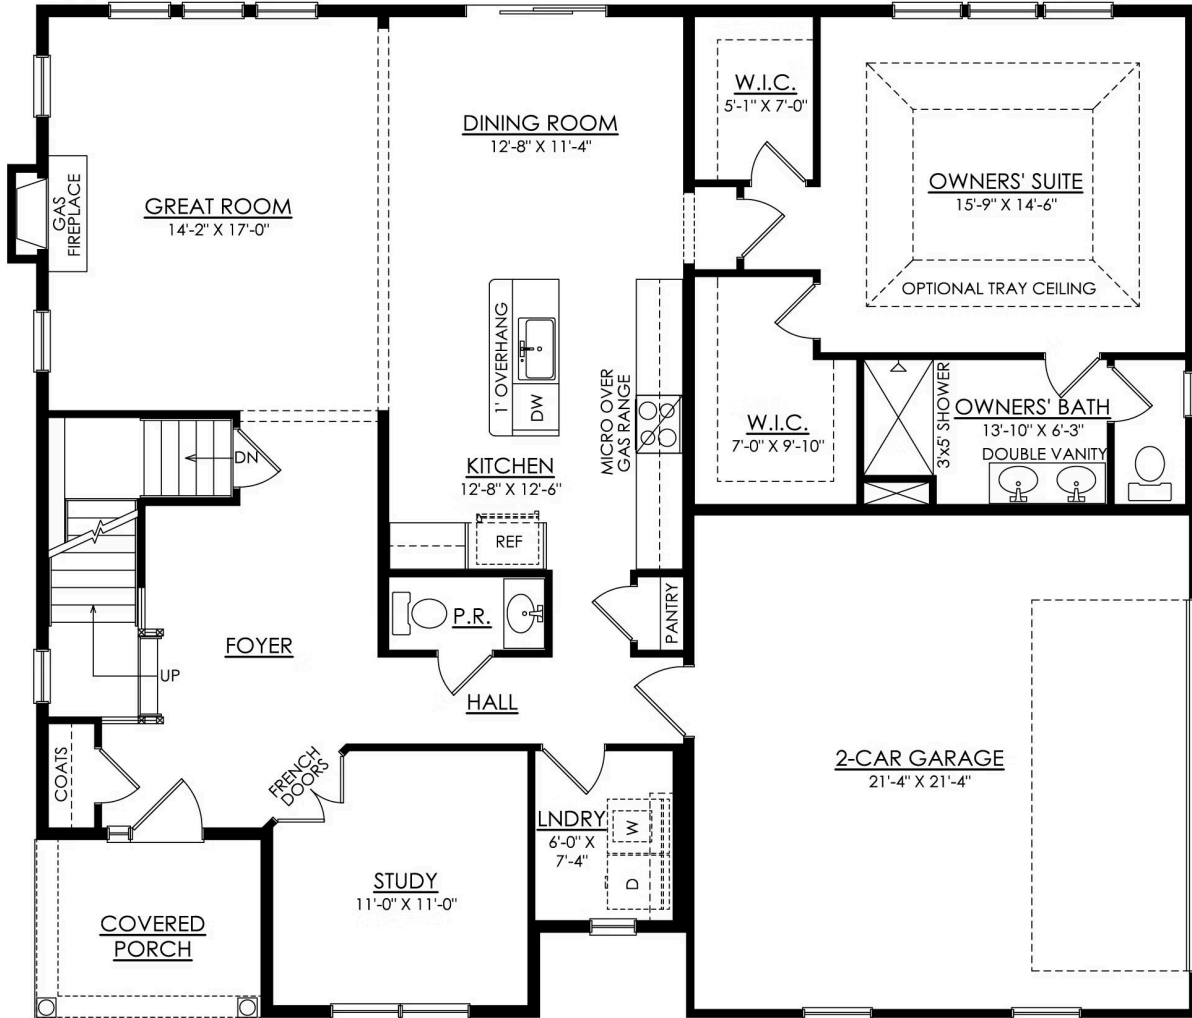 W.I.C.
5'-1" X 7'-0"
DINING ROOM
12'-8" X 11'-4"
OWNERS' SUITE
15'-9" X 14'-6"
GREAT ROOM
14'-2" X 17'-0"
GAS
FIREPLACE
OPTIONAL TRAY CEILING
1' OVERHANG
DW
MICRO OVER
GAS RANGE
3'x5' SHOWER
OWNERS' BATH
13'-10" X 6'-3"
DOUBLE VANITY
W.I.C.
7'-0" X 9'-10"
KITCHEN
12'-8" X 12'-6"
DN
REF
P.R.
PANTRY
FOYER
UP
HALL
COATS
FRENCH
DOORS
2-CAR GARAGE
21'-4" X 21'-4"
LNDRY
6'-0" X
7'-4"
W
D
STUDY
11'-0" X 11'-0"
COVERED
PORCH